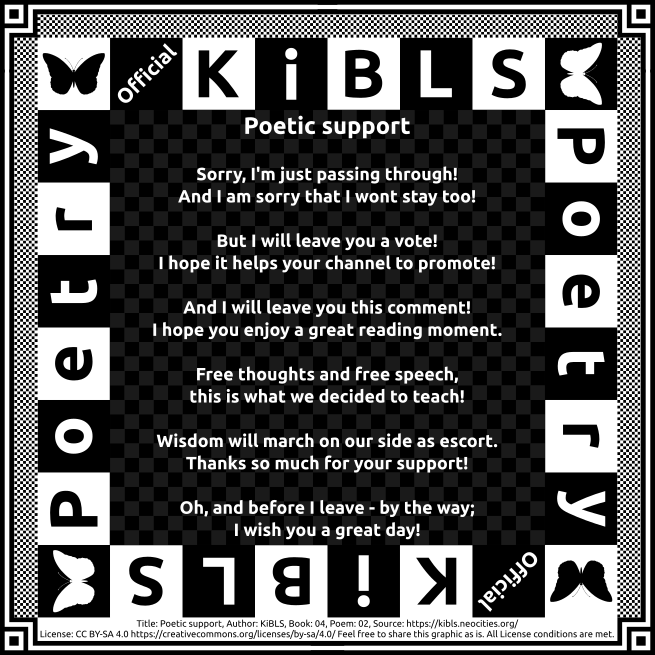 Official KiBLS
Poetry
Poetry
Poetic support
Sorry, I'm just passing through!
And I am sorry that I wont stay too!
But I will leave you a vote!
I hope it helps your channel to promote!
And I will leave you this comment!
I hope you enjoy a great reading moment.
Free thoughts and free speech,
this is what we decided to teach!
Wisdom will march on our side as escort.
Thanks so much for your support!
Oh, and before I leave - by the way;
I wish you a great day!
Official KiBLS
Title: Poetic support, Author: KiBLS, Book: 04, Poem: 02, Source: https://kibls.neocities.org/
License: CC BY-SA 4.0 https://creativecommons.org/licenses/by-sa/4.0/ Feel free to share this graphic as is. All License conditions are met.